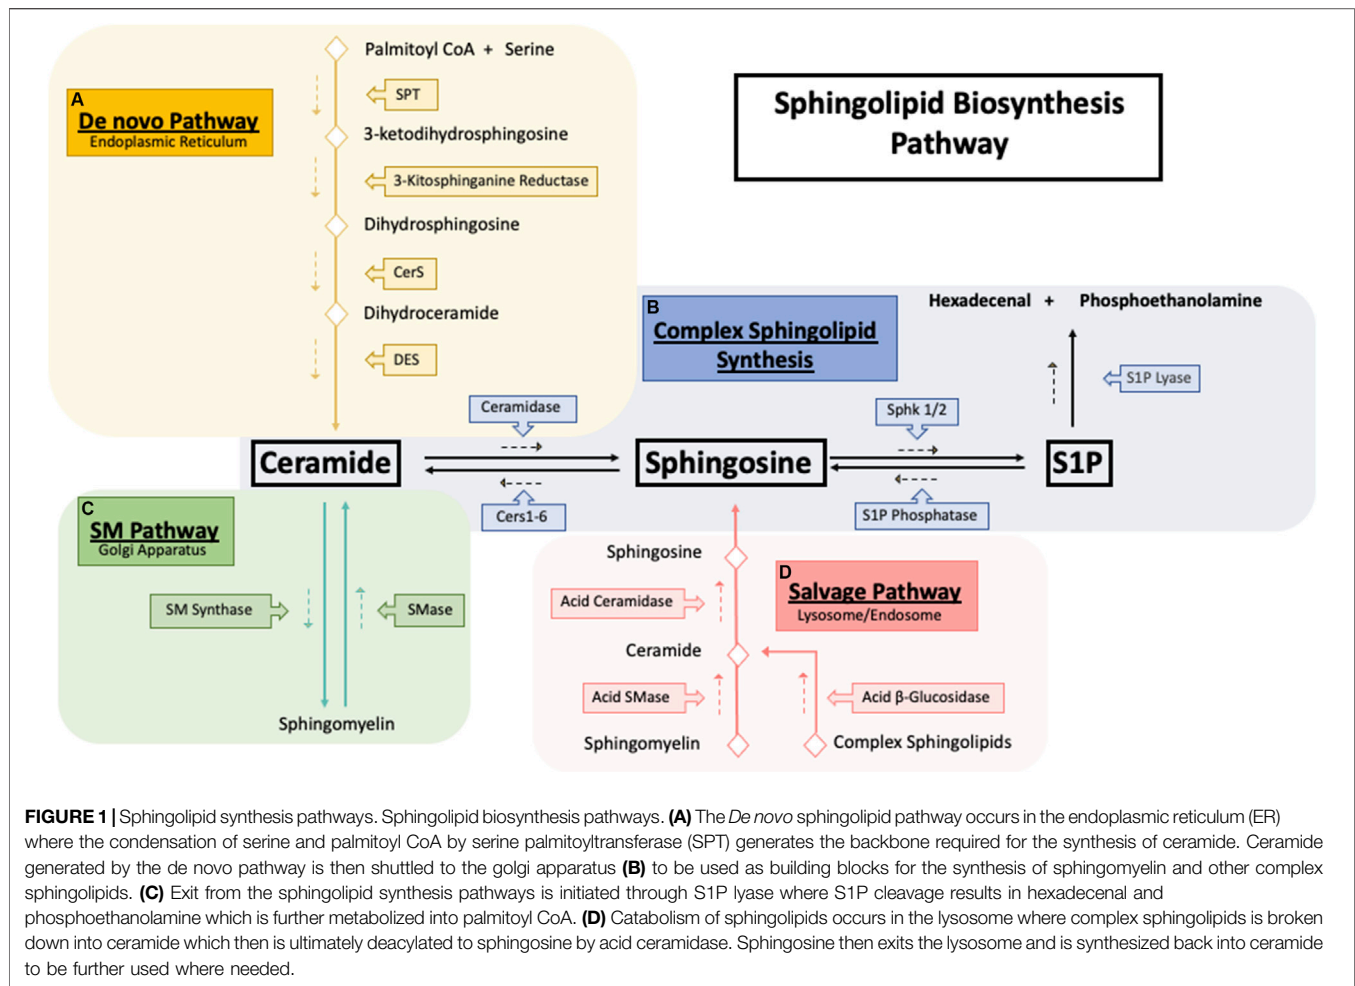 Sphingolipid Biosynthesis
Pathway
A
De novo Pathway
Endoplasmic Reticulum
Palmitoyl CoA + Serine
SPT
3-ketodihydrosphingosine
3-Kitosphinganine Reductase
Dihydrosphingosine
CerS
Dihydroceramide
DES
B
Complex Sphingolipid
Synthesis
Hexadecenal + Phosphoethanolamine
S1P Lyase
Ceramidase
Sphk 1/2
Ceramide
Sphingosine
S1P
Cers1-6
S1P Phosphatase
C
SM Pathway
Golgi Apparatus
SM Synthase
SMase
Sphingomyelin
D
Salvage Pathway
Lysosome/Endosome
Sphingosine
Acid Ceramidase
Ceramide
Acid SMase
Acid β-Glucosidase
Sphingomyelin
Complex Sphingolipids
FIGURE 1 | Sphingolipid synthesis pathways. Sphingolipid biosynthesis pathways. (A) The De novo sphingolipid pathway occurs in the endoplasmic reticulum (ER)
where the condensation of serine and palmitoyl CoA by serine palmitoyltransferase (SPT) generates the backbone required for the synthesis of ceramide. Ceramide
generated by the de novo pathway is then shuttled to the golgi apparatus (B) to be used as building blocks for the synthesis of sphingomyelin and other complex
sphingolipids. (C) Exit from the sphingolipid synthesis pathways is initiated through S1P lyase where S1P cleavage results in hexadecenal and
phosphoethanolamine which is further metabolized into palmitoyl CoA. (D) Catabolism of sphingolipids occurs in the lysosome where complex sphingolipids is broken
down into ceramide which then is ultimately deacylated to sphingosine by acid ceramidase. Sphingosine then exits the lysosome and is synthesized back into ceramide
to be further used where needed.